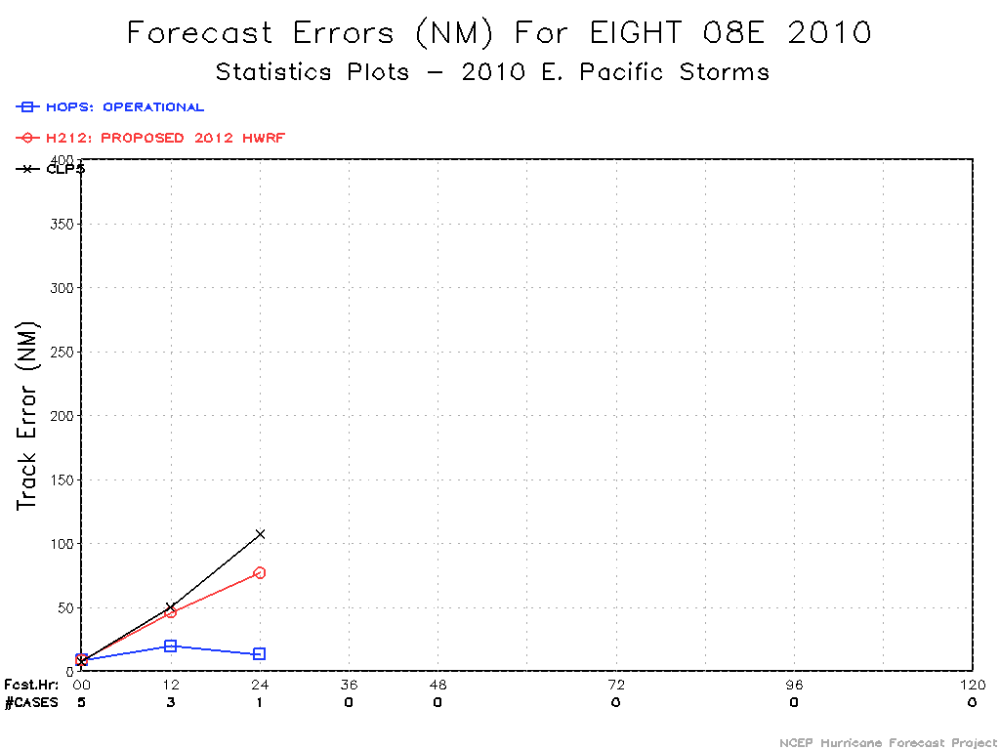 Forecast Errors (NM) For EIGHT 08E 2010
Statistics Plots - 2010 E. Pacific Storms
HOPS: OPERATIONAL
H212: PROPOSED 2012 HWRF
CLP5
400
350
300
250
200
150
100
50
0
Track Error (NM)
Fcst.Hr: 00 12 24 36 48 72 96 120
#CASES 5 3 1 0 0 0 0 0
NCEP Hurricane Forecast Project